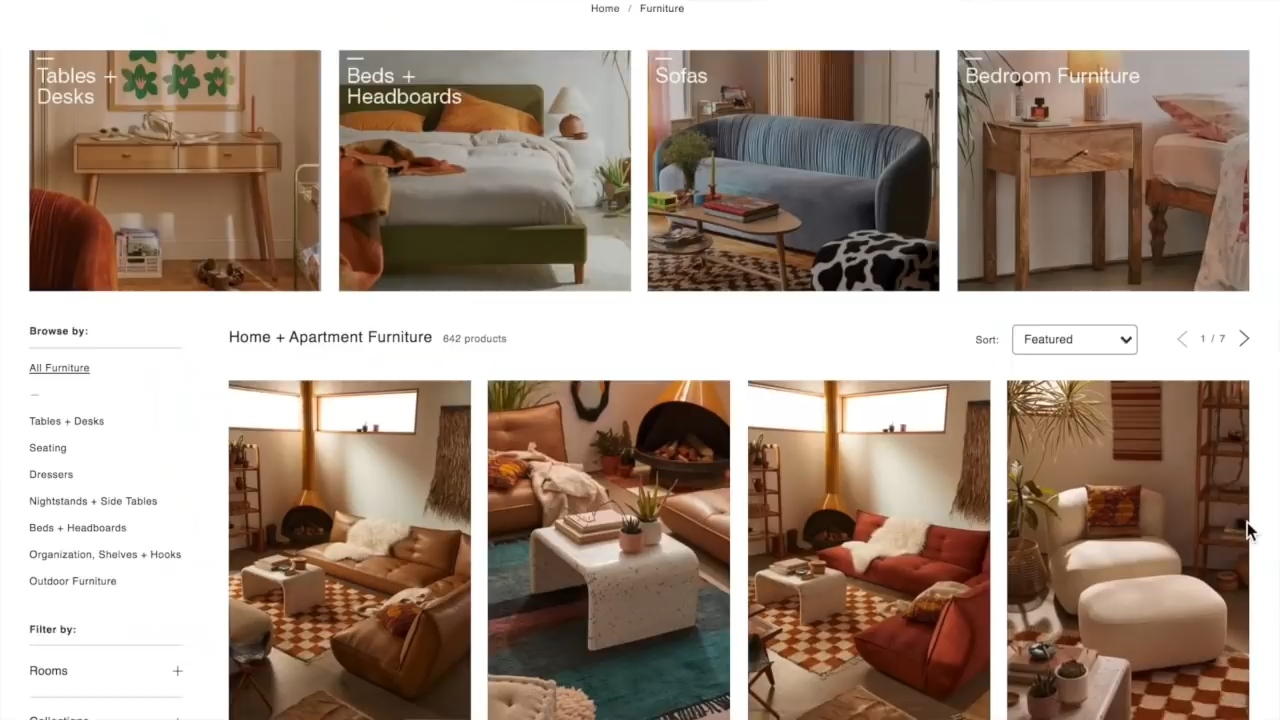 Home / Furniture
Tables +
Desks
Beds +
Headboards
Sofas
Bedroom Furniture
Browse by:
All Furniture
—
Tables + Desks
Seating
Dressers
Nightstands + Side Tables
Beds + Headboards
Organization, Shelves + Hooks
Outdoor Furniture
Filter by:
Rooms +
Home + Apartment Furniture 642 products
Sort: Featured 1 / 7